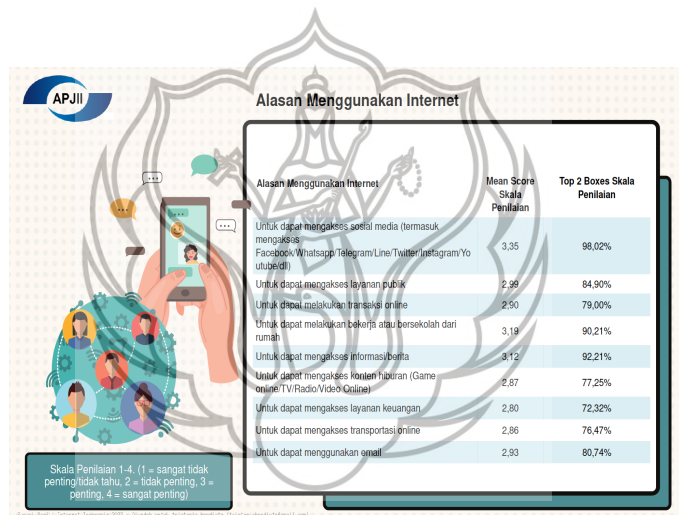 APJII
Alasan Menggunakan Internet
Alasan Menggunakan Internet
Mean Score
Skala
Penilaian
Top 2 Boxes Skala
Penilaian
Untuk dapat mengakses sosial media (termasuk
mengakses
Facebook/Whatsapp/Telegram/Line/Twitter/Instagram/Yo
utube/dll)
3,35
98,02%
Untuk dapat mengakses layanan publik
2,99
84,90%
Untuk dapat melakukan transaksi online
2,90
79,00%
Untuk dapat melakukan bekerja atau bersekolah dari
rumah
3,19
90,21%
Untuk dapat mengakses informasi/berita
3,12
92,21%
Untuk dapat mengakses konten hiburan (Game
online/TV/Radio/Video Online)
2,87
77,25%
Untuk dapat mengakses layanan keuangan
2,80
72,32%
Untuk dapat mengakses transportasi online
2,86
76,47%
Untuk dapat menggunakan email
2,93
80,74%
Skala Penilaian 1-4. (1 = sangat tidak
penting/tidak tahu, 2 = tidak penting, 3 =
penting, 4 = sangat penting)